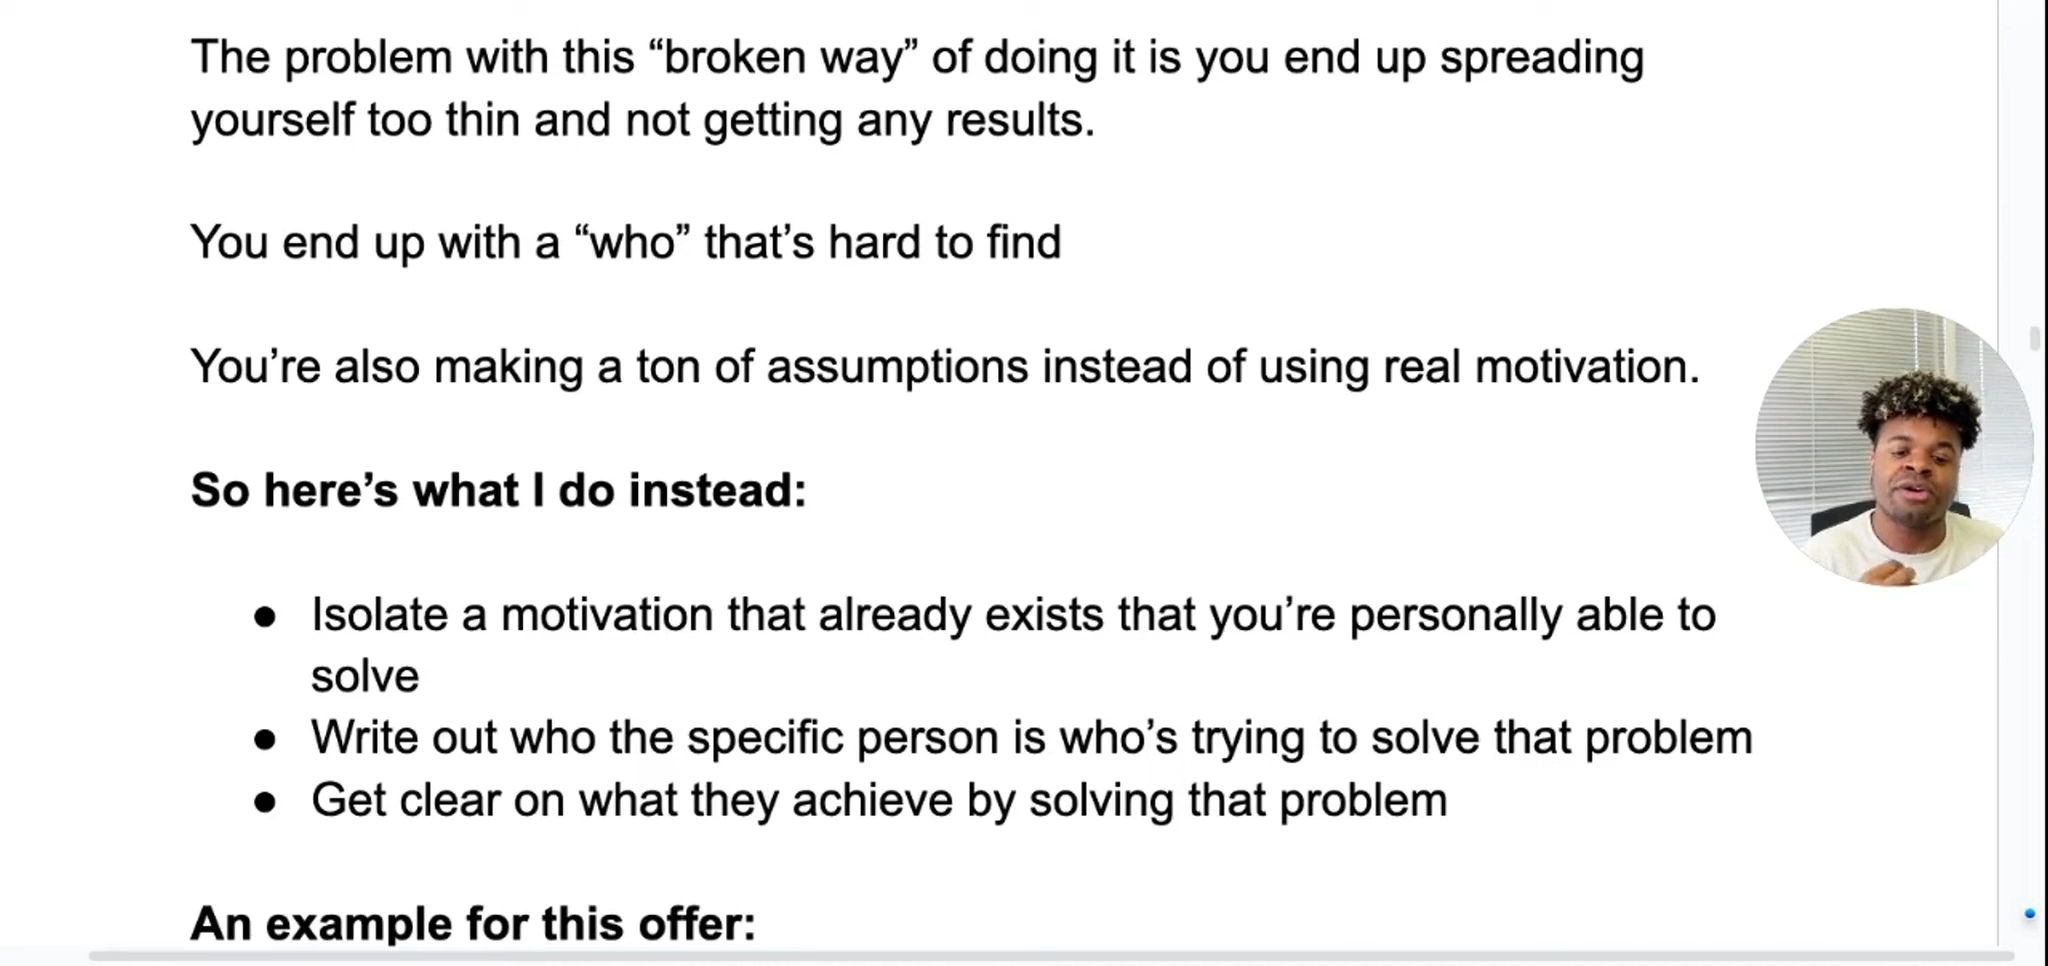 The problem with this “broken way” of doing it is you end up spreading
yourself too thin and not getting any results.
You end up with a “who” that’s hard to find
You’re also making a ton of assumptions instead of using real motivation.
So here’s what I do instead:
● Isolate a motivation that already exists that you’re personally able to
solve
● Write out who the specific person is who’s trying to solve that problem
● Get clear on what they achieve by solving that problem
An example for this offer: